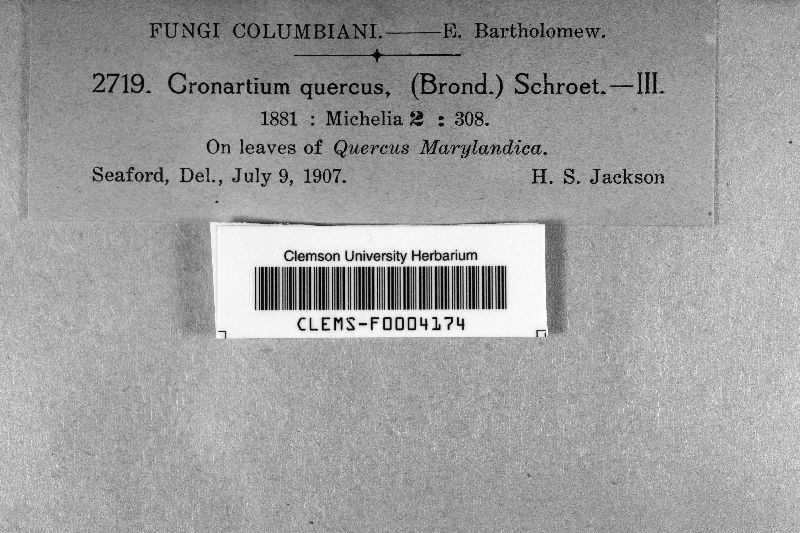 FUNGI COLUMBIANI.——E. Bartholomew.
2719. Cronartium quercus, (Brond.) Schroet.—III.
1881 : Michelia 2 : 308.
On leaves of Quercus Marylandica.
Seaford, Del., July 9, 1907. H. S. Jackson
Clemson University Herbarium
CLEMS-F0004174